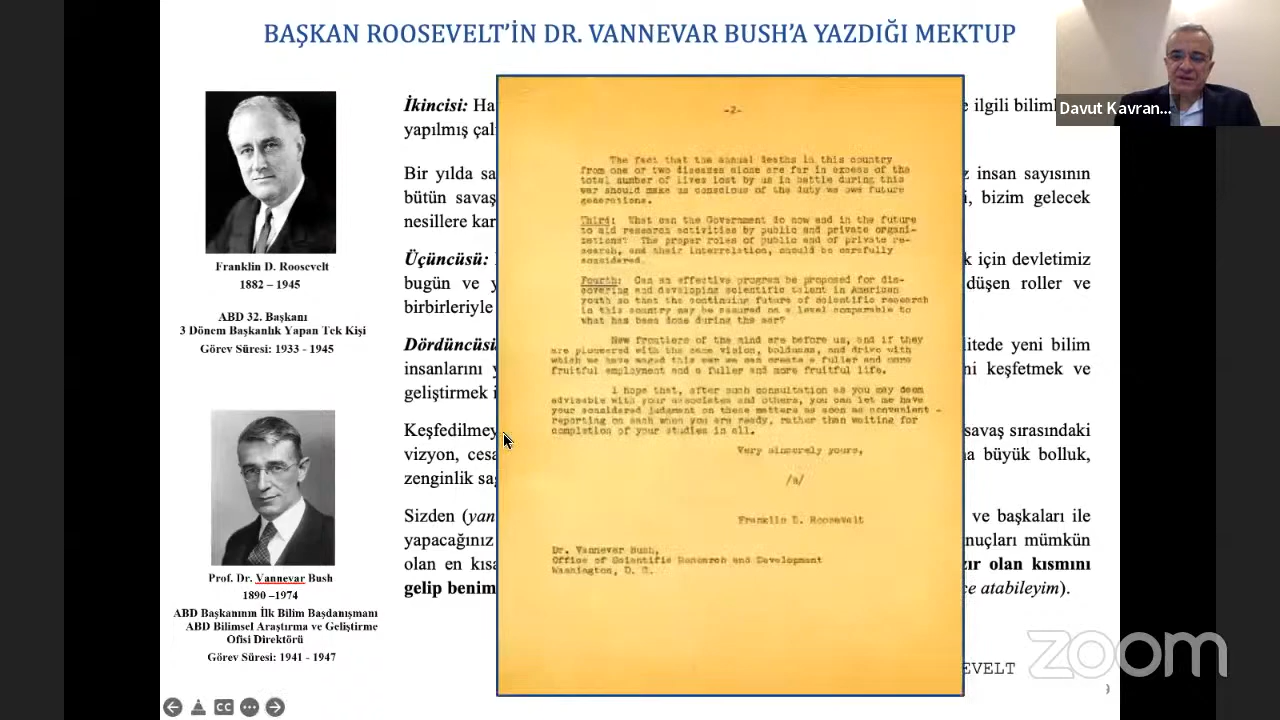 BAŞKAN ROOSEVELT'İN DR. VANNEVAR BUSH'A YAZDIĞI MEKTUP
Davut Kavran...
Franklin D. Roosevelt
1882 – 1945
ABD 32. Başkanı
3 Dönem Başkanlık Yapan Tek Kişi
Görev Süresi: 1933 - 1945
Prof. Dr. Vannevar Bush
1890 –1974
ABD Başkanının İlk Bilim Başdanışmanı
ABD Bilimsel Araştırma ve Geliştirme
Ofisi Direktörü
Görev Süresi: 1941 - 1947
İkincisi: Ha
ilgili bilim
yapılmış çal
Bir yılda sa
insan sayısının
bütün savaş
i, bizim gelecek
nesillere kar
Üçüncüsü:
k için devletimiz
bugün ve y
düşen roller ve
birbirleriyle
Dördüncüsü
litede yeni bilim
insanlarını y
ni keşfetmek ve
geliştirmek i
Keşfedilmey
savaş sırasındaki
vizyon, cesa
a büyük bolluk,
zenginlik sa
Sizden (yan
ve başkaları ile
yapacağınız
nuçları mümkün
olan en kısa
zır olan kısmını
gelip benim
ce atabileyim).
EVELT
-2-
The fact that the annual deaths in this country
from one or two diseases alone are far in excess of the
total number of lives lost by us in battle during this
war should make us conscious of the duty we owe future
generations.
Third: What can the Government do now and in the future
to aid research activities by public and private organi-
zations? The proper roles of public and of private re-
search, and their interrelation, should be carefully
considered.
Fourth: Can an effective program be proposed for dis-
covering and developing scientific talent in American
youth so that the continuing future of scientific research
in this country may be assured on a level comparable to
what has been done during the war?
New frontiers of the mind are before us, and if they
are pioneered with the same vision, boldness, and drive with
which we have waged this war we can create a fuller and more
fruitful employment and a fuller and more fruitful life.
I hope that, after such consultation as you may deem
advisable with your associates and others, you can let me have
your considered judgment on these matters as soon as convenient -
reporting on each when you are ready, rather than waiting for
completion of your studies in all.
Very sincerely yours,
/s/
Franklin D. Roosevelt
Dr. Vannevar Bush,
Office of Scientific Research and Development
Washington, D. C.
zoom
9
CC